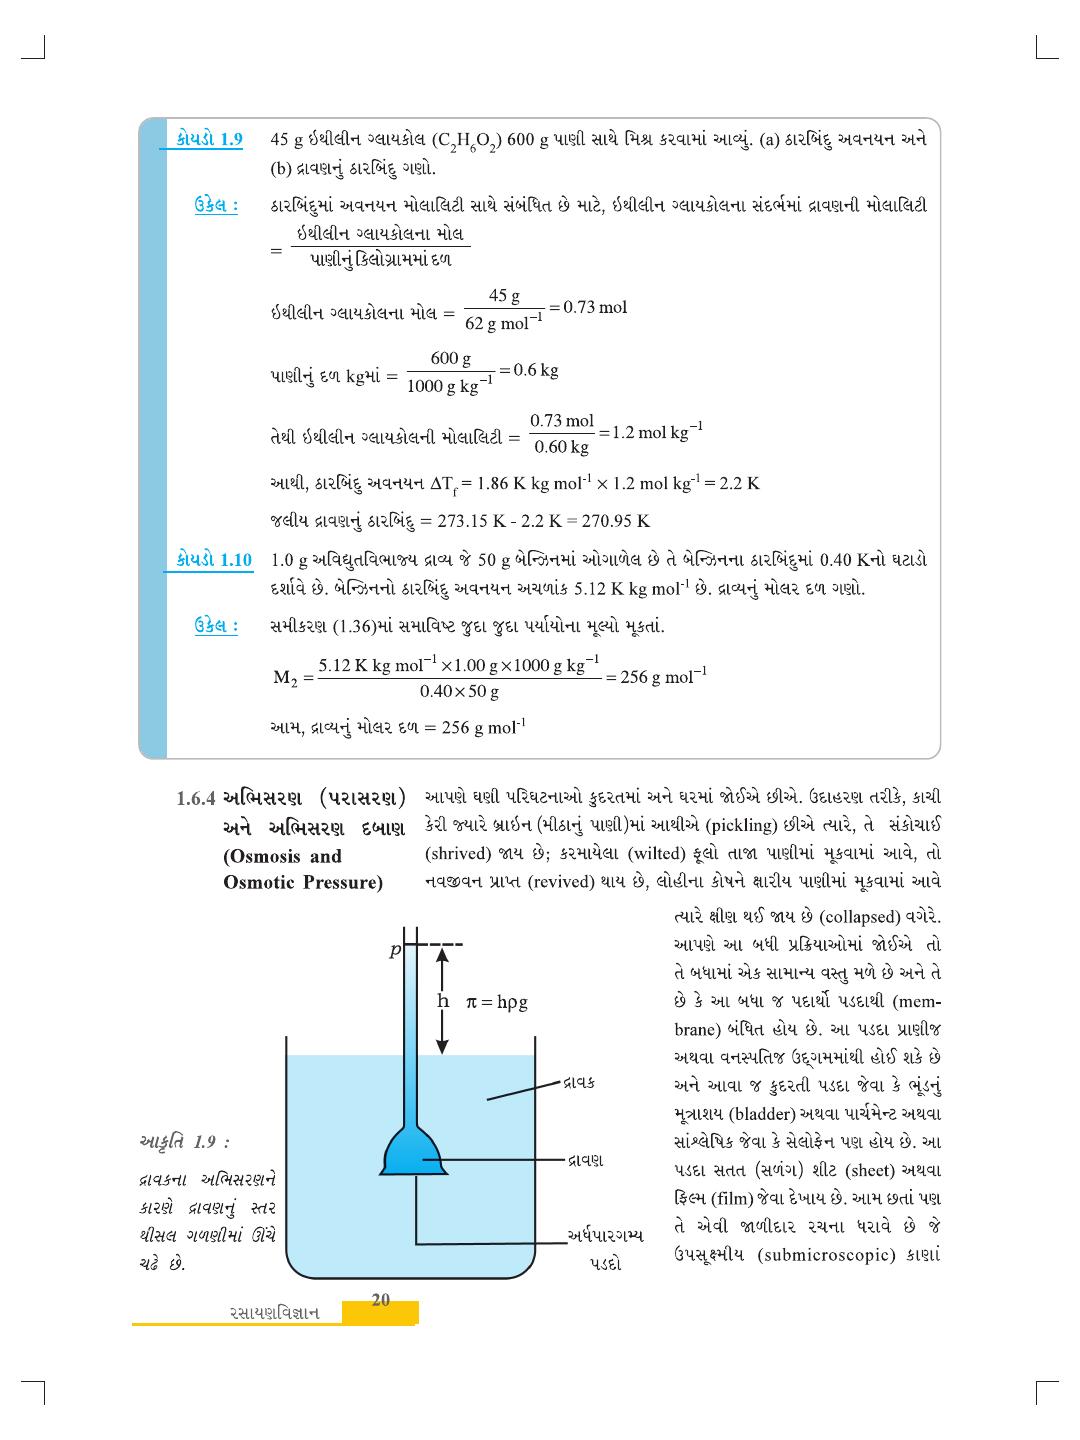 કોયડો 1.9 45 g ઇથીલીન ગ્લાયકોલ (C₂H₆O₂) 600 g પાણી સાથે મિશ્ર કરવામાં આવ્યું. (a) ઠારબિંદુ અવનયન અને
(b) દ્રાવણનું ઠારબિંદુ ગણો.
ઉકેલ : ઠારબિંદુમાં અવનયન મોલાલિટી સાથે સંબંધિત છે માટે, ઇથીલીન ગ્લાયકોલના સંદર્ભમાં દ્રાવણની મોલાલિટી
= ઇથીલીન ગ્લાયકોલના મોલ / પાણીનું કિલોગ્રામમાં દળ
ઇથીલીન ગ્લાયકોલના મોલ = 45 g / 62 g mol⁻¹ = 0.73 mol
પાણીનું દળ kgમાં = 600 g / 1000 g kg⁻¹ = 0.6 kg
તેથી ઇથીલીન ગ્લાયકોલની મોલાલિટી = 0.73 mol / 0.60 kg = 1.2 mol kg⁻¹
આથી, ઠારબિંદુ અવનયન ΔT_f = 1.86 K kg mol⁻¹ × 1.2 mol kg⁻¹ = 2.2 K
જલીય દ્રાવણનું ઠારબિંદુ = 273.15 K - 2.2 K = 270.95 K
કોયડો 1.10 1.0 g અવિદ્યુતવિભાજ્ય દ્રાવ્ય જે 50 g બેન્ઝિનમાં ઓગાળેલ છે તે બેન્ઝિનના ઠારબિંદુમાં 0.40 Kનો ઘટાડો
દર્શાવે છે. બેન્ઝિનનો ઠારબિંદુ અવનયન અચળાંક 5.12 K kg mol⁻¹ છે. દ્રાવ્યનું મોલર દળ ગણો.
ઉકેલ : સમીકરણ (1.36)માં સમાવિષ્ટ જુદા જુદા પર્યાયોના મૂલ્યો મૂકતાં.
M₂ = 5.12 K kg mol⁻¹ × 1.00 g × 1000 g kg⁻¹ / 0.40 × 50 g = 256 g mol⁻¹
આમ, દ્રાવ્યનું મોલર દળ = 256 g mol⁻¹
1.6.4 અભિસરણ (પરાસરણ)
અને અભિસરણ દબાણ
(Osmosis and
Osmotic Pressure)
આપણે ઘણી પરિઘટનાઓ કુદરતમાં અને ઘરમાં જોઈએ છીએ. ઉદાહરણ તરીકે, કાચી
કેરી જ્યારે બ્રાઇન (મીઠાનું પાણી)માં આથીએ (pickling) છીએ ત્યારે, તે સંકોચાઈ
(shrived) જાય છે; કરમાયેલા (wilted) ફૂલો તાજા પાણીમાં મૂકવામાં આવે, તો
નવજીવન પ્રાપ્ત (revived) થાય છે, લોહીના કોષને ક્ષારીય પાણીમાં મૂકવામાં આવે
ત્યારે ક્ષીણ થઈ જાય છે (collapsed) વગેરે.
આપણે આ બધી પ્રક્રિયાઓમાં જોઈએ તો
તે બધામાં એક સામાન્ય વસ્તુ મળે છે અને તે
છે કે આ બધા જ પદાર્થો પડદાથી (mem-
brane) બંધિત હોય છે. આ પડદા પ્રાણીજ
અથવા વનસ્પતિજ ઉદ્ગમમાંથી હોઈ શકે છે
અને આવા જ કુદરતી પડદા જેવા કે ભૂંડનું
મૂત્રાશય (bladder) અથવા પાર્ચમેન્ટ અથવા
સાંશ્લેષિક જેવા કે સેલોફેન પણ હોય છે. આ
પડદા સતત (સળંગ) શીટ (sheet) અથવા
ફિલ્મ (film) જેવા દેખાય છે. આમ છતાં પણ
તે એવી જાળીદાર રચના ધરાવે છે જે
ઉપસૂક્ષ્મીય (submicroscopic) કાણાં
p
h π = hρg
દ્રાવક
દ્રાવણ
અર્ધપારગમ્ય
પડદો
આકૃતિ 1.9 :
દ્રાવકના અભિસરણને
કારણે દ્રાવણનું સ્તર
થીસલ ગળણીમાં ઊંચે
ચઢે છે.
રસાયણવિજ્ઞાન 20